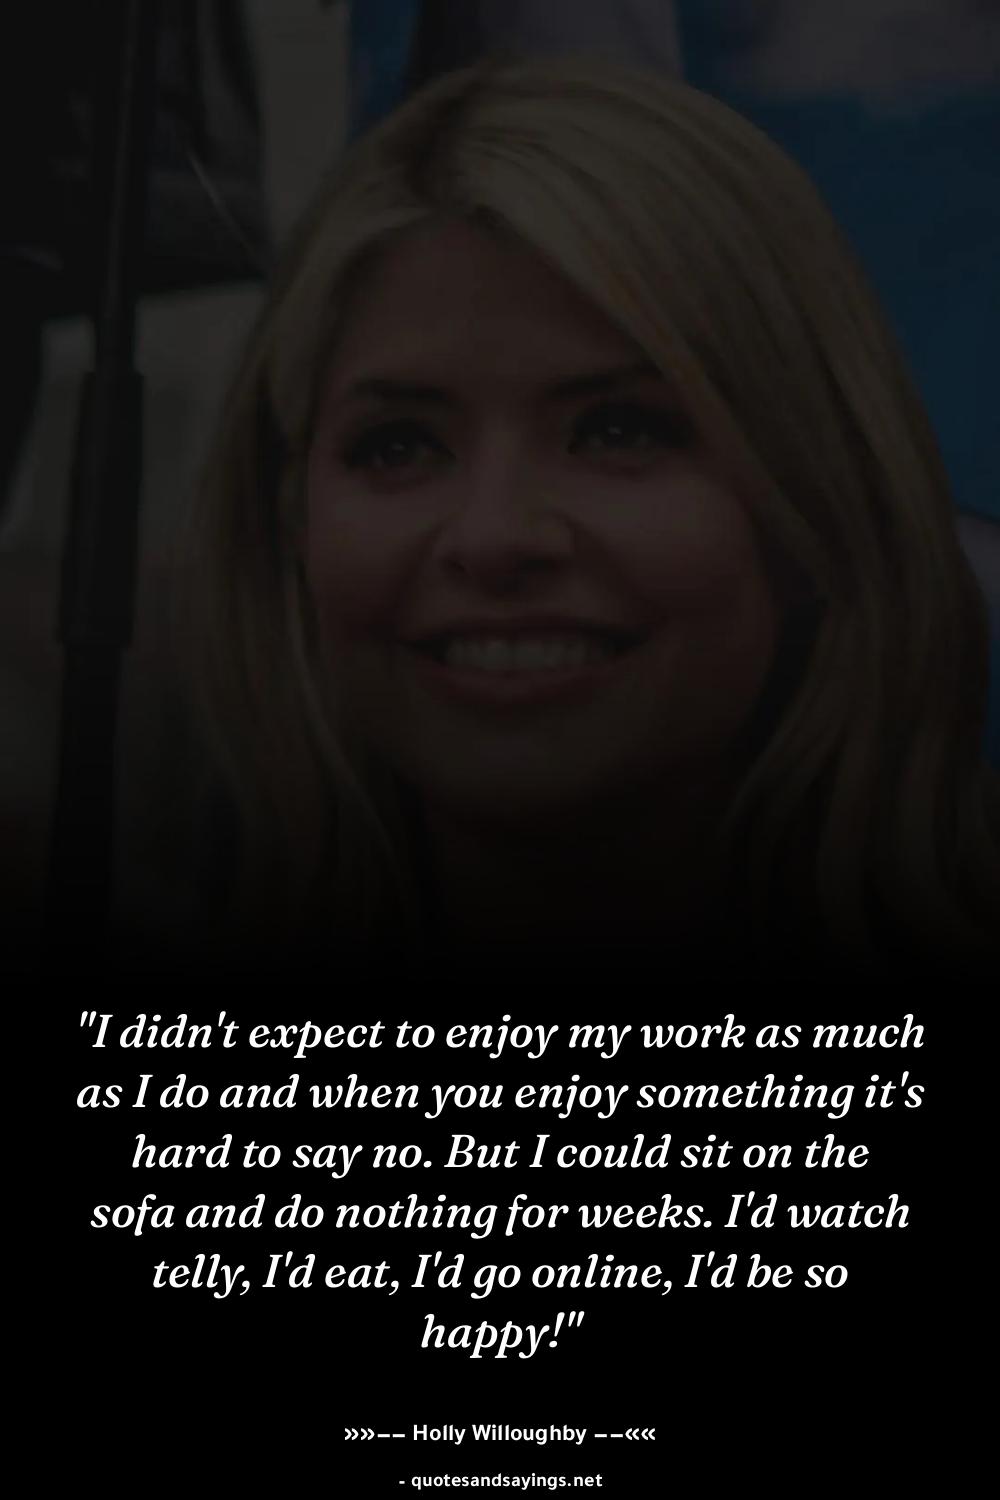 "I didn't expect to enjoy my work as much
as I do and when you enjoy something it's
hard to say no. But I could sit on the
sofa and do nothing for weeks. I'd watch
telly, I'd eat, I'd go online, I'd be so
happy!"
»»–– Holly Willoughby ––««
- quotesandsayings.net